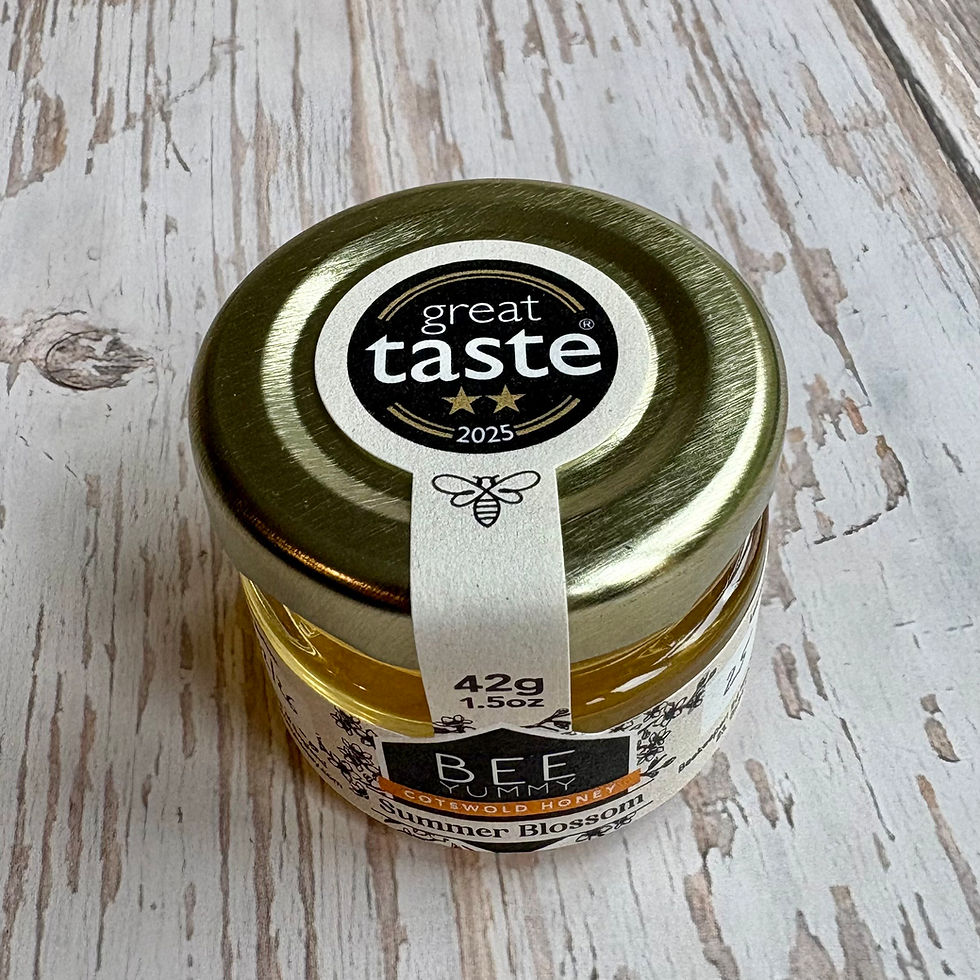 great
taste®
2025
42g
1.5oz
BEE
YUMMY
COTSWOLD HONEY
Summer Blossom